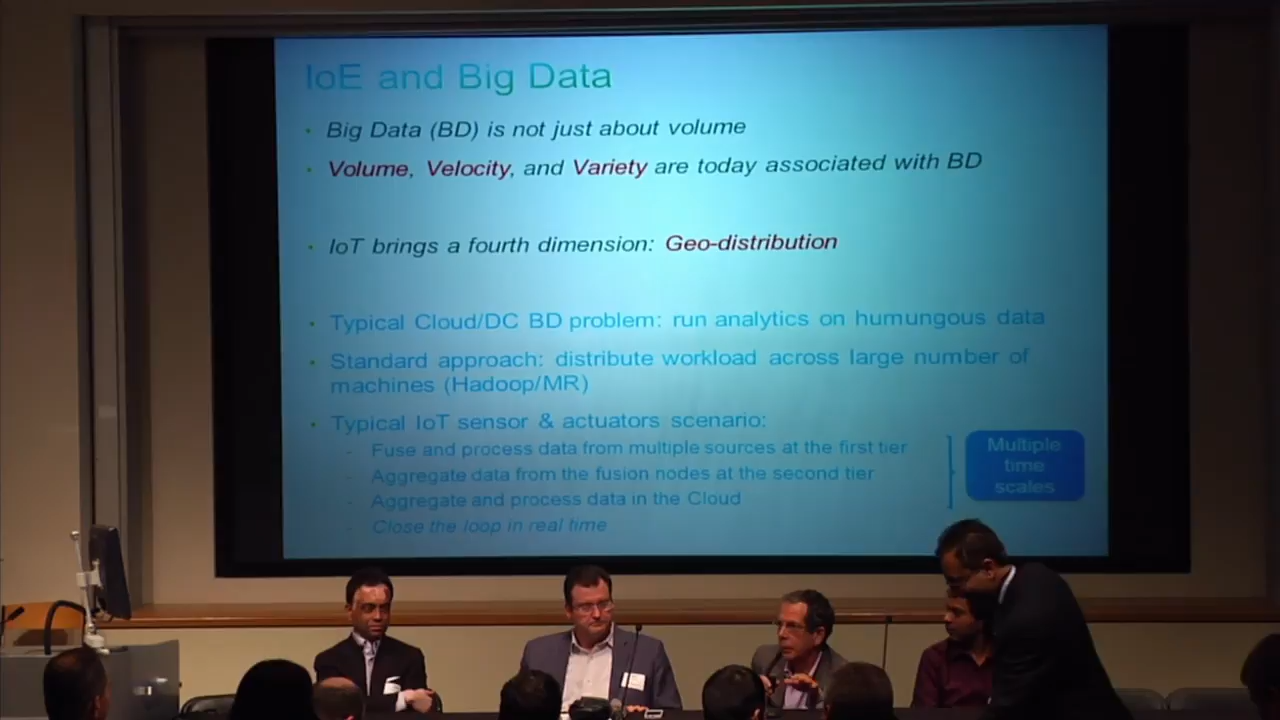 IoE and Big Data
Big Data (BD) is not just about volume
Volume, Velocity, and Variety are today associated with BD
IoT brings a fourth dimension: Geo-distribution
Typical Cloud/DC BD problem: run analytics on humungous data
Standard approach: distribute workload across large number of
machines (Hadoop/MR)
Typical IoT sensor & actuators scenario:
- Fuse and process data from multiple sources at the first tier
- Aggregate data from the fusion nodes at the second tier
- Aggregate and process data in the Cloud
- Close the loop in real time
Multiple
time
scales